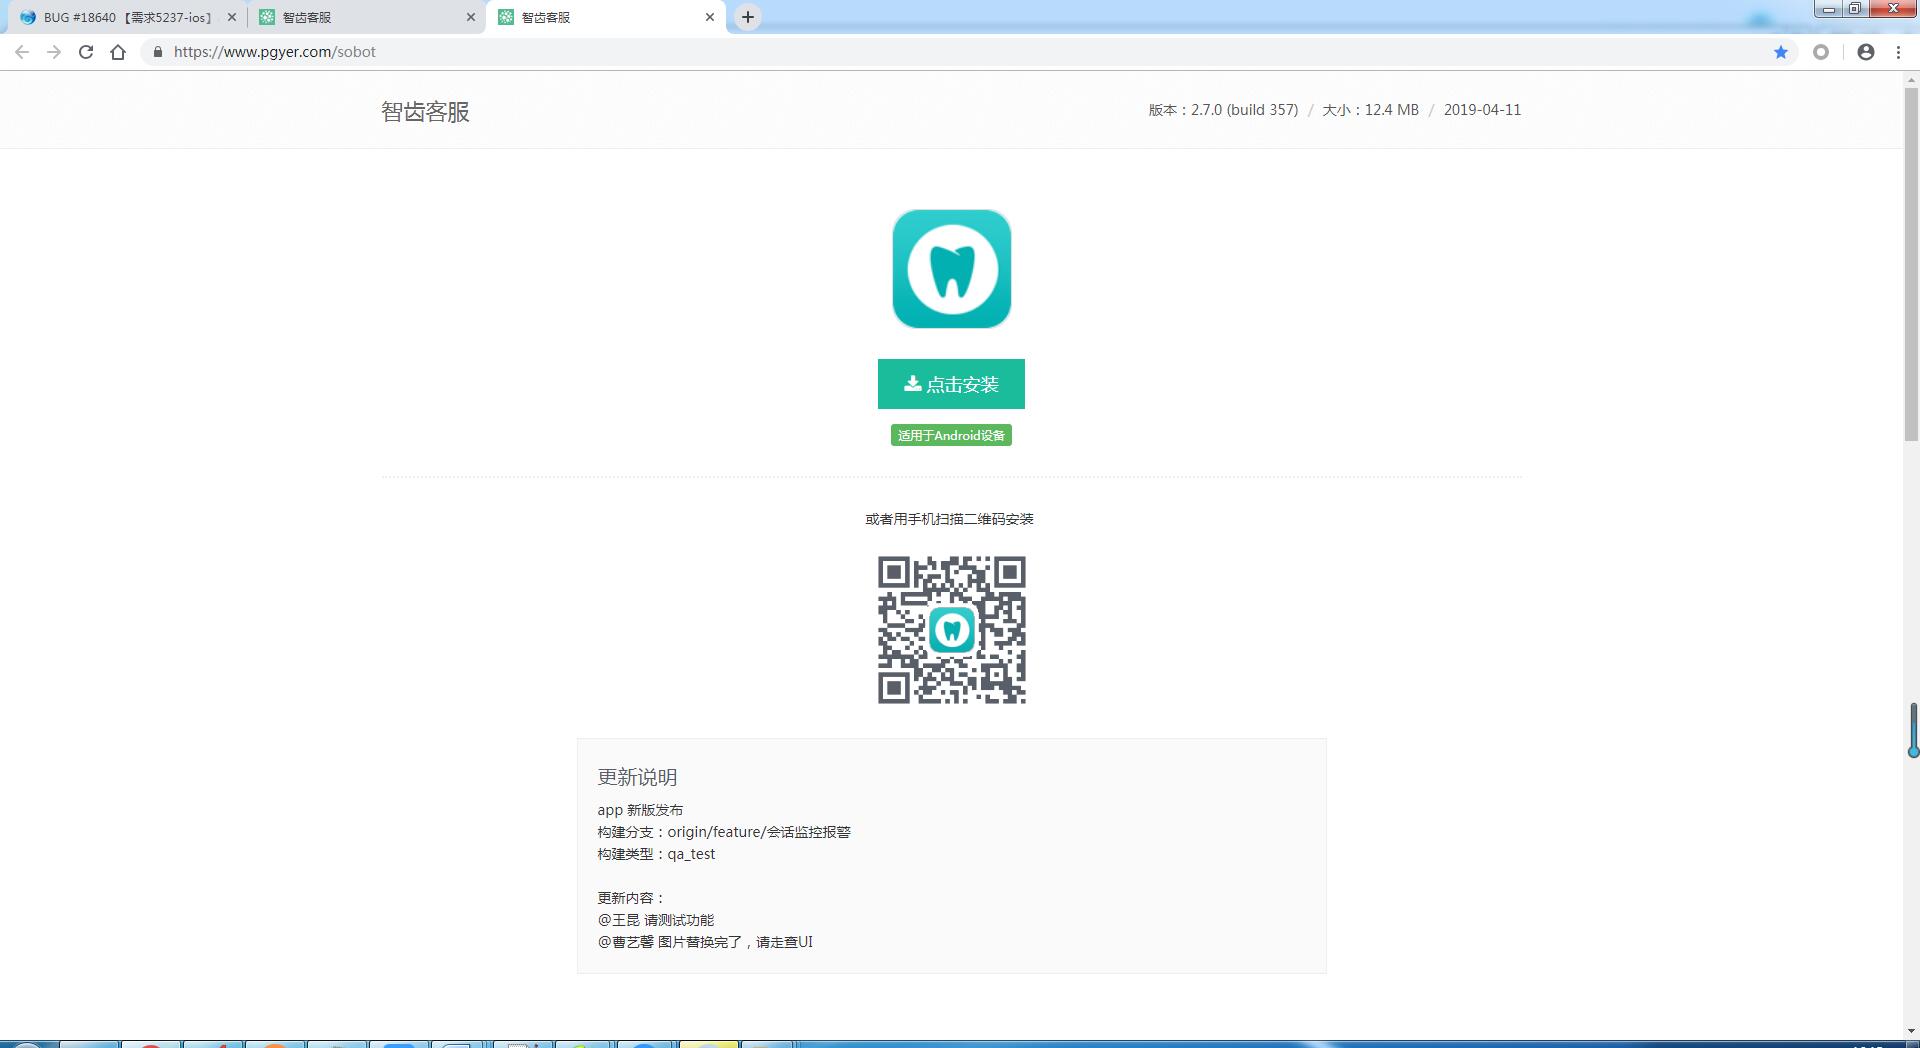 BUG #18640 【需求5237-ios】
智齿客服
智齿客服
https://www.pgyer.com/sobot
智齿客服
版本：2.7.0 (build 357) / 大小：12.4 MB / 2019-04-11
点击安装
适用于Android设备
或者用手机扫描二维码安装
更新说明
app 新版发布
构建分支：origin/feature/会话监控报警
构建类型：qa_test
更新内容：
@王昆 请测试功能
@曹艺馨 图片替换完了，请走查UI